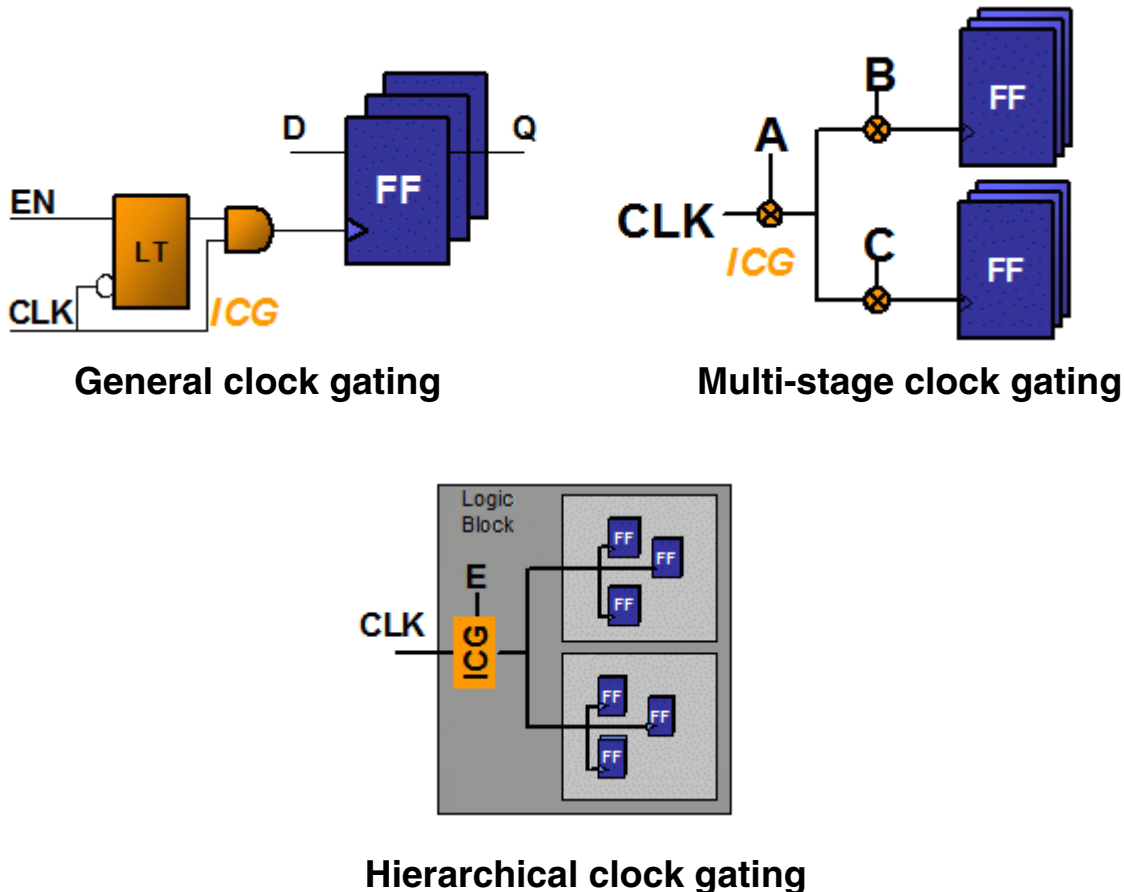 D
Q
EN
FF
LT
CLK
ICG
General clock gating
B
FF
A
CLK
ICG
C
FF
Multi-stage clock gating
Logic
Block
FF
FF
E
FF
CLK
ICG
FF
FF
FF
Hierarchical clock gating